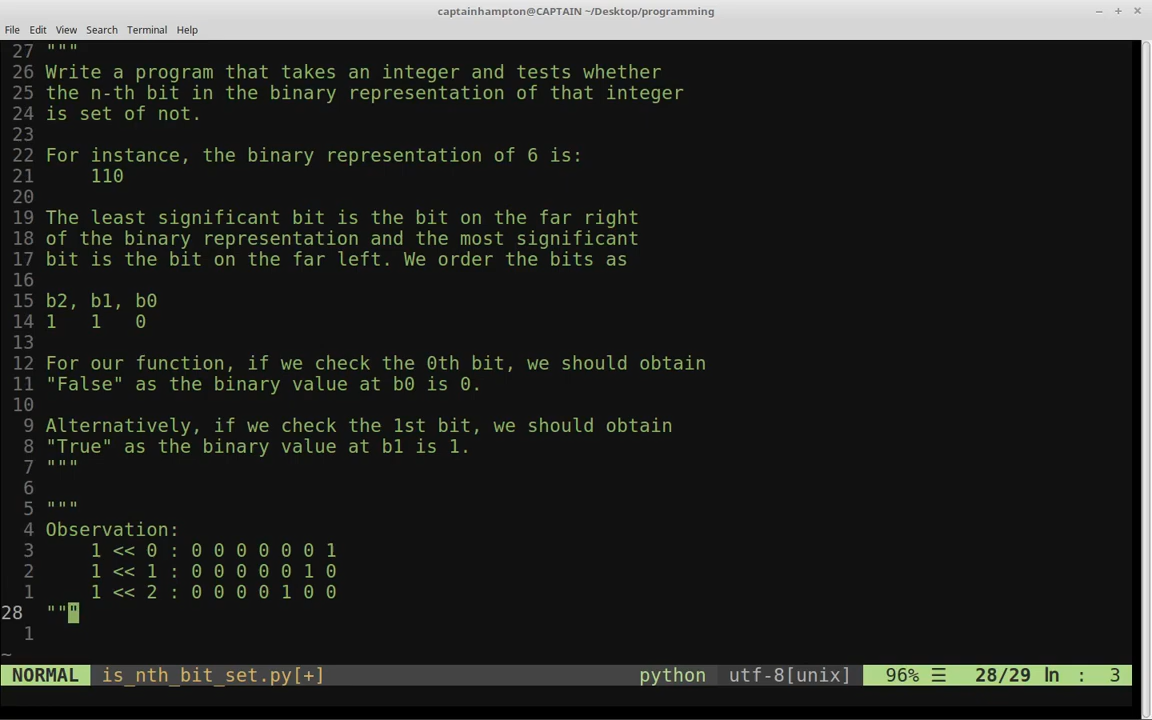 captainhampton@CAPTAIN ~/Desktop/programming
File Edit View Search Terminal Help
27 """
26 Write a program that takes an integer and tests whether
25 the n-th bit in the binary representation of that integer
24 is set of not.
23
22 For instance, the binary representation of 6 is:
21 110
20
19 The least significant bit is the bit on the far right
18 of the binary representation and the most significant
17 bit is the bit on the far left. We order the bits as
16
15 b2, b1, b0
14 1 1 0
13
12 For our function, if we check the 0th bit, we should obtain
11 "False" as the binary value at b0 is 0.
10
9 Alternatively, if we check the 1st bit, we should obtain
8 "True" as the binary value at b1 is 1.
7 """
6
5 """
4 Observation:
3 1 << 0 : 0 0 0 0 0 0 1
2 1 << 1 : 0 0 0 0 0 1 0
1 1 << 2 : 0 0 0 0 1 0 0
28 """
1
~
NORMAL is_nth_bit_set.py[+] python utf-8[unix] 96% ☰ 28/29 ln : 3